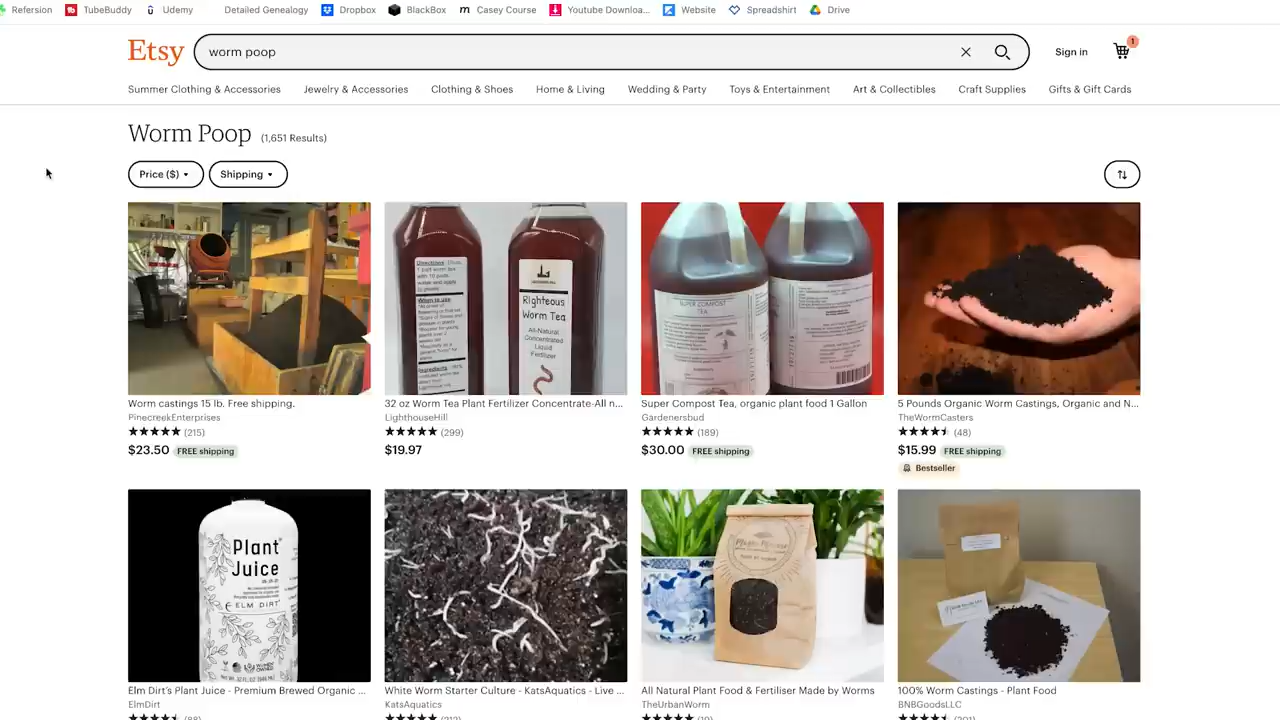 Refersion TubeBuddy Udemy Detailed Genealogy Dropbox BlackBox Casey Course Youtube Downloa... Website Spreadshirt Drive
Etsy worm poop Sign in 1
Summer Clothing & Accessories Jewelry & Accessories Clothing & Shoes Home & Living Wedding & Party Toys & Entertainment Art & Collectibles Craft Supplies Gifts & Gift Cards
Worm Poop (1,651 Results)
Price ($) Shipping
Righteous
Worm Tea
All-Natural
Concentrated
Liquid
Fertilizer
SUPER COMPOST
TEA
Worm castings 15 lb. Free shipping.
PinecreekEnterprises
(215)
$23.50 FREE shipping
32 oz Worm Tea Plant Fertilizer Concentrate-All n...
LighthouseHill
(299)
$19.97
Super Compost Tea, organic plant food 1 Gallon
Gardenersbud
(189)
$30.00 FREE shipping
5 Pounds Organic Worm Castings, Organic and N...
TheWormCasters
(48)
$15.99 FREE shipping
Bestseller
Plant
Juice
ELM DIRT
Elm Dirt's Plant Juice - Premium Brewed Organic ...
ElmDirt
(88)
White Worm Starter Culture - KatsAquatics - Live ...
KatsAquatics
(212)
All Natural Plant Food & Fertiliser Made by Worms
TheUrbanWorm
(19)
100% Worm Castings - Plant Food
BNBGoodsLLC
(201)